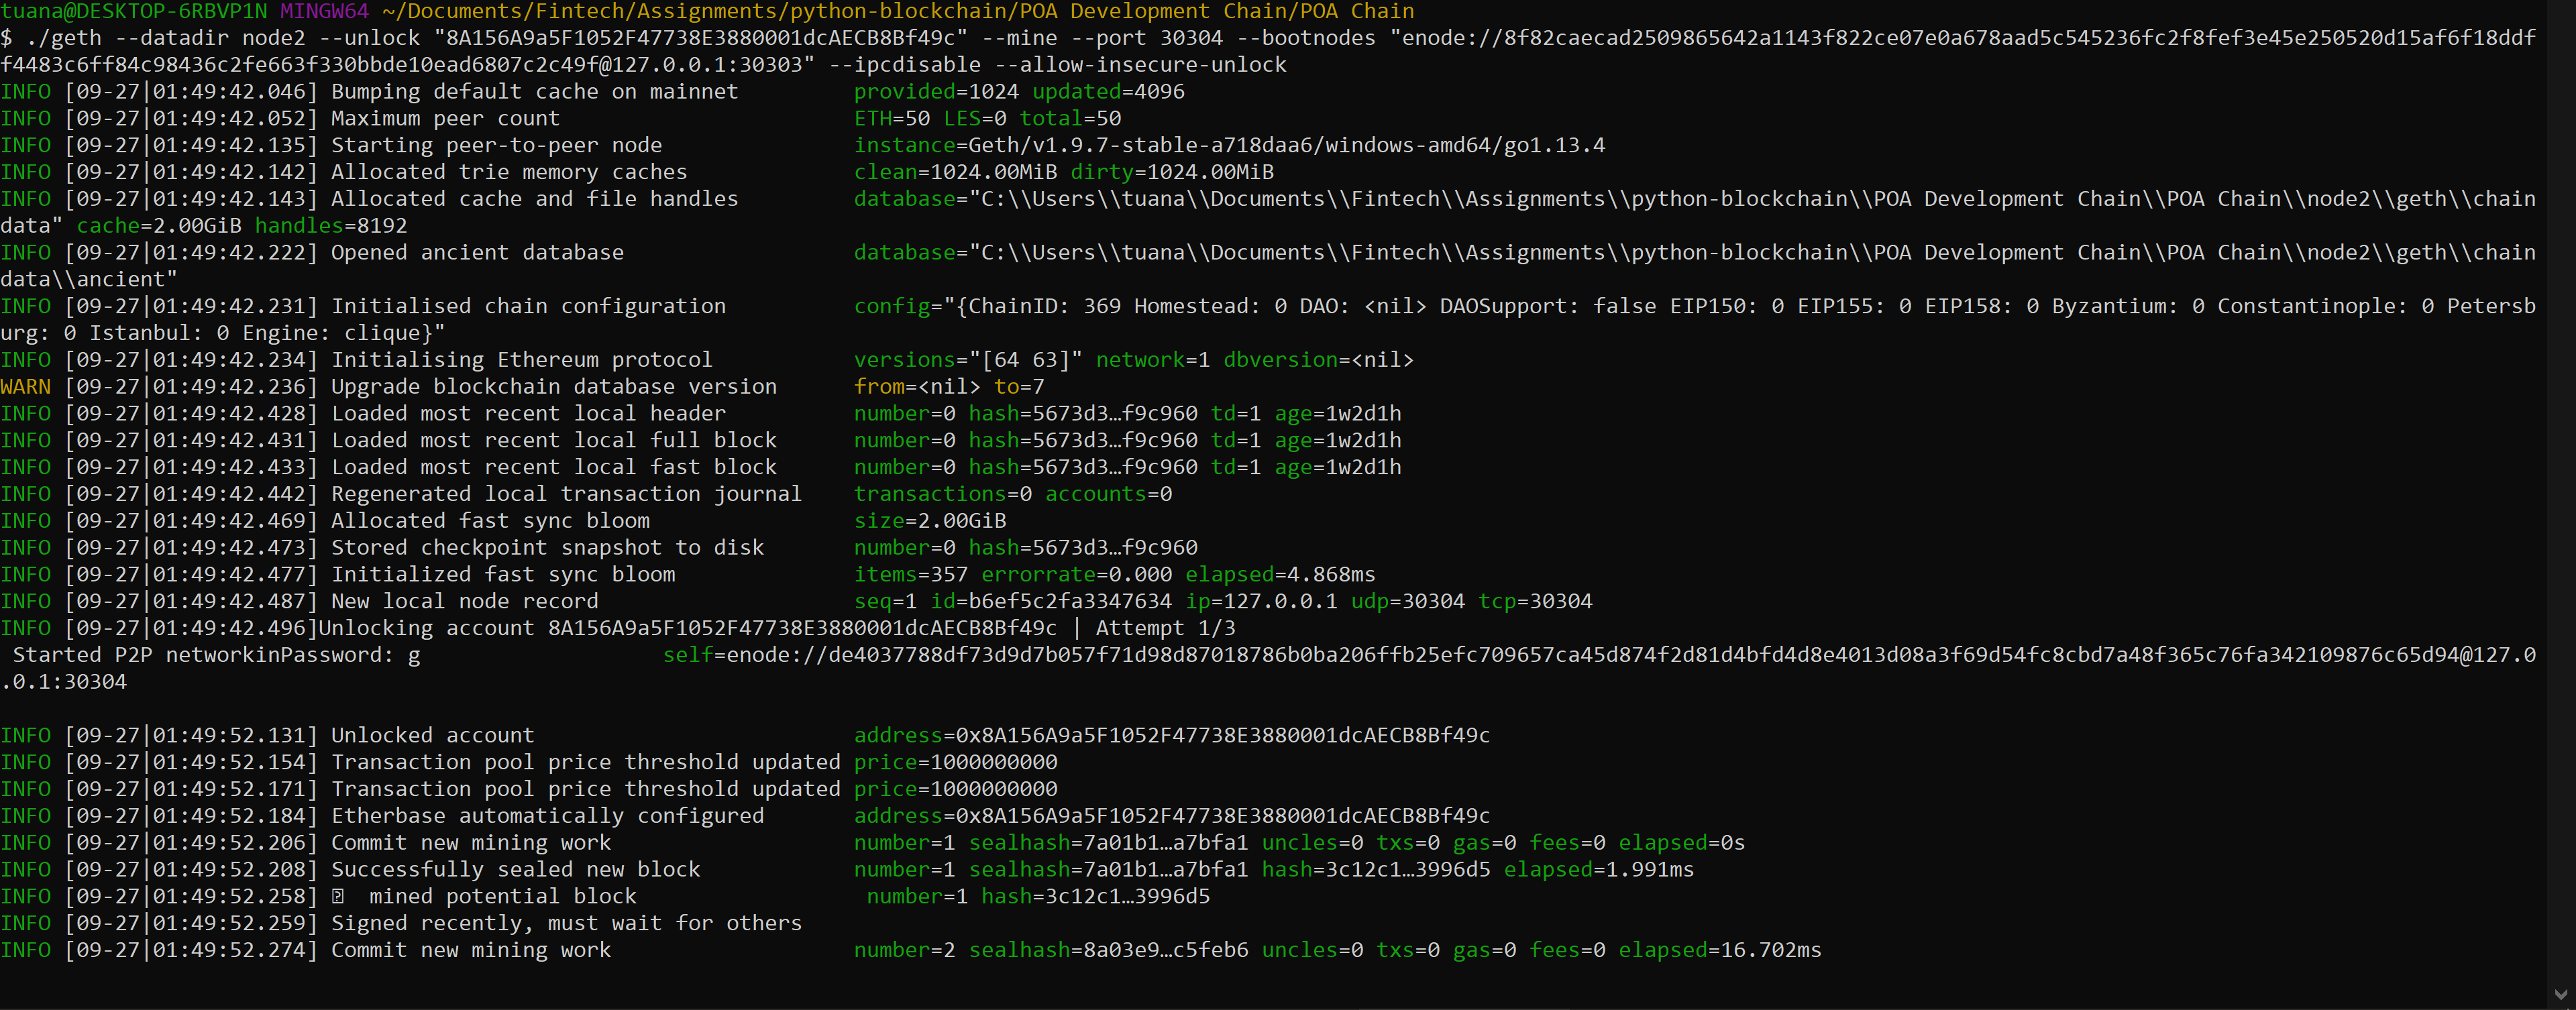 tuana@DESKTOP-6RBVP1N MINGW64 ~/Documents/Fintech/Assignments/python-blockchain/POA Development Chain/POA Chain
$ ./geth --datadir node2 --unlock "8A156A9a5F1052F47738E3880001dcAECB8Bf49c" --mine --port 30304 --bootnodes "enode://8f82caecad2509865642a1143f822ce07e0a678aad5c545236fc2f8fef3e45e250520d15af6f18ddf
f4483c6ff84c98436c2fe663f330bbde10ead6807c2c49f@127.0.0.1:30303" --ipcdisable --allow-insecure-unlock
INFO [09-27|01:49:42.046] Bumping default cache on mainnet         provided=1024 updated=4096
INFO [09-27|01:49:42.052] Maximum peer count                       ETH=50 LES=0 total=50
INFO [09-27|01:49:42.135] Starting peer-to-peer node               instance=Geth/v1.9.7-stable-a718daa6/windows-amd64/go1.13.4
INFO [09-27|01:49:42.142] Allocated trie memory caches             clean=1024.00MiB dirty=1024.00MiB
INFO [09-27|01:49:42.143] Allocated cache and file handles         database="C:\\Users\\tuana\\Documents\\Fintech\\Assignments\\python-blockchain\\POA Development Chain\\POA Chain\\node2\\geth\\chain
data" cache=2.00GiB handles=8192
INFO [09-27|01:49:42.222] Opened ancient database                  database="C:\\Users\\tuana\\Documents\\Fintech\\Assignments\\python-blockchain\\POA Development Chain\\POA Chain\\node2\\geth\\chain
data\\ancient"
INFO [09-27|01:49:42.231] Initialised chain configuration          config="{ChainID: 369 Homestead: 0 DAO: <nil> DAOSupport: false EIP150: 0 EIP155: 0 EIP158: 0 Byzantium: 0 Constantinople: 0 Petersb
urg: 0 Istanbul: 0 Engine: clique}"
INFO [09-27|01:49:42.234] Initialising Ethereum protocol           versions="[64 63]" network=1 dbversion=<nil>
WARN [09-27|01:49:42.236] Upgrade blockchain database version      from=<nil> to=7
INFO [09-27|01:49:42.428] Loaded most recent local header          number=0 hash=5673d3…f9c960 td=1 age=1w2d1h
INFO [09-27|01:49:42.431] Loaded most recent local full block      number=0 hash=5673d3…f9c960 td=1 age=1w2d1h
INFO [09-27|01:49:42.433] Loaded most recent local fast block      number=0 hash=5673d3…f9c960 td=1 age=1w2d1h
INFO [09-27|01:49:42.442] Regenerated local transaction journal    transactions=0 accounts=0
INFO [09-27|01:49:42.469] Allocated fast sync bloom                size=2.00GiB
INFO [09-27|01:49:42.473] Stored checkpoint snapshot to disk       number=0 hash=5673d3…f9c960
INFO [09-27|01:49:42.477] Initialized fast sync bloom              items=357 errorrate=0.000 elapsed=4.868ms
INFO [09-27|01:49:42.487] New local node record                    seq=1 id=b6ef5c2fa3347634 ip=127.0.0.1 udp=30304 tcp=30304
INFO [09-27|01:49:42.496]Unlocking account 8A156A9a5F1052F47738E3880001dcAECB8Bf49c | Attempt 1/3
 Started P2P networkinPassword: g                   self=enode://de4037788df73d9d7b057f71d98d87018786b0ba206ffb25efc709657ca45d874f2d81d4bfd4d8e4013d08a3f69d54fc8cbd7a48f365c76fa342109876c65d94@127.0
.0.1:30304
INFO [09-27|01:49:52.131] Unlocked account                         address=0x8A156A9a5F1052F47738E3880001dcAECB8Bf49c
INFO [09-27|01:49:52.154] Transaction pool price threshold updated price=1000000000
INFO [09-27|01:49:52.171] Transaction pool price threshold updated price=1000000000
INFO [09-27|01:49:52.184] Etherbase automatically configured       address=0x8A156A9a5F1052F47738E3880001dcAECB8Bf49c
INFO [09-27|01:49:52.206] Commit new mining work                   number=1 sealhash=7a01b1…a7bfa1 uncles=0 txs=0 gas=0 fees=0 elapsed=0s
INFO [09-27|01:49:52.208] Successfully sealed new block            number=1 sealhash=7a01b1…a7bfa1 hash=3c12c1…3996d5 elapsed=1.991ms
INFO [09-27|01:49:52.258] mined potential block                  number=1 hash=3c12c1…3996d5
INFO [09-27|01:49:52.259] Signed recently, must wait for others
INFO [09-27|01:49:52.274] Commit new mining work                   number=2 sealhash=8a03e9…c5feb6 uncles=0 txs=0 gas=0 fees=0 elapsed=16.702ms